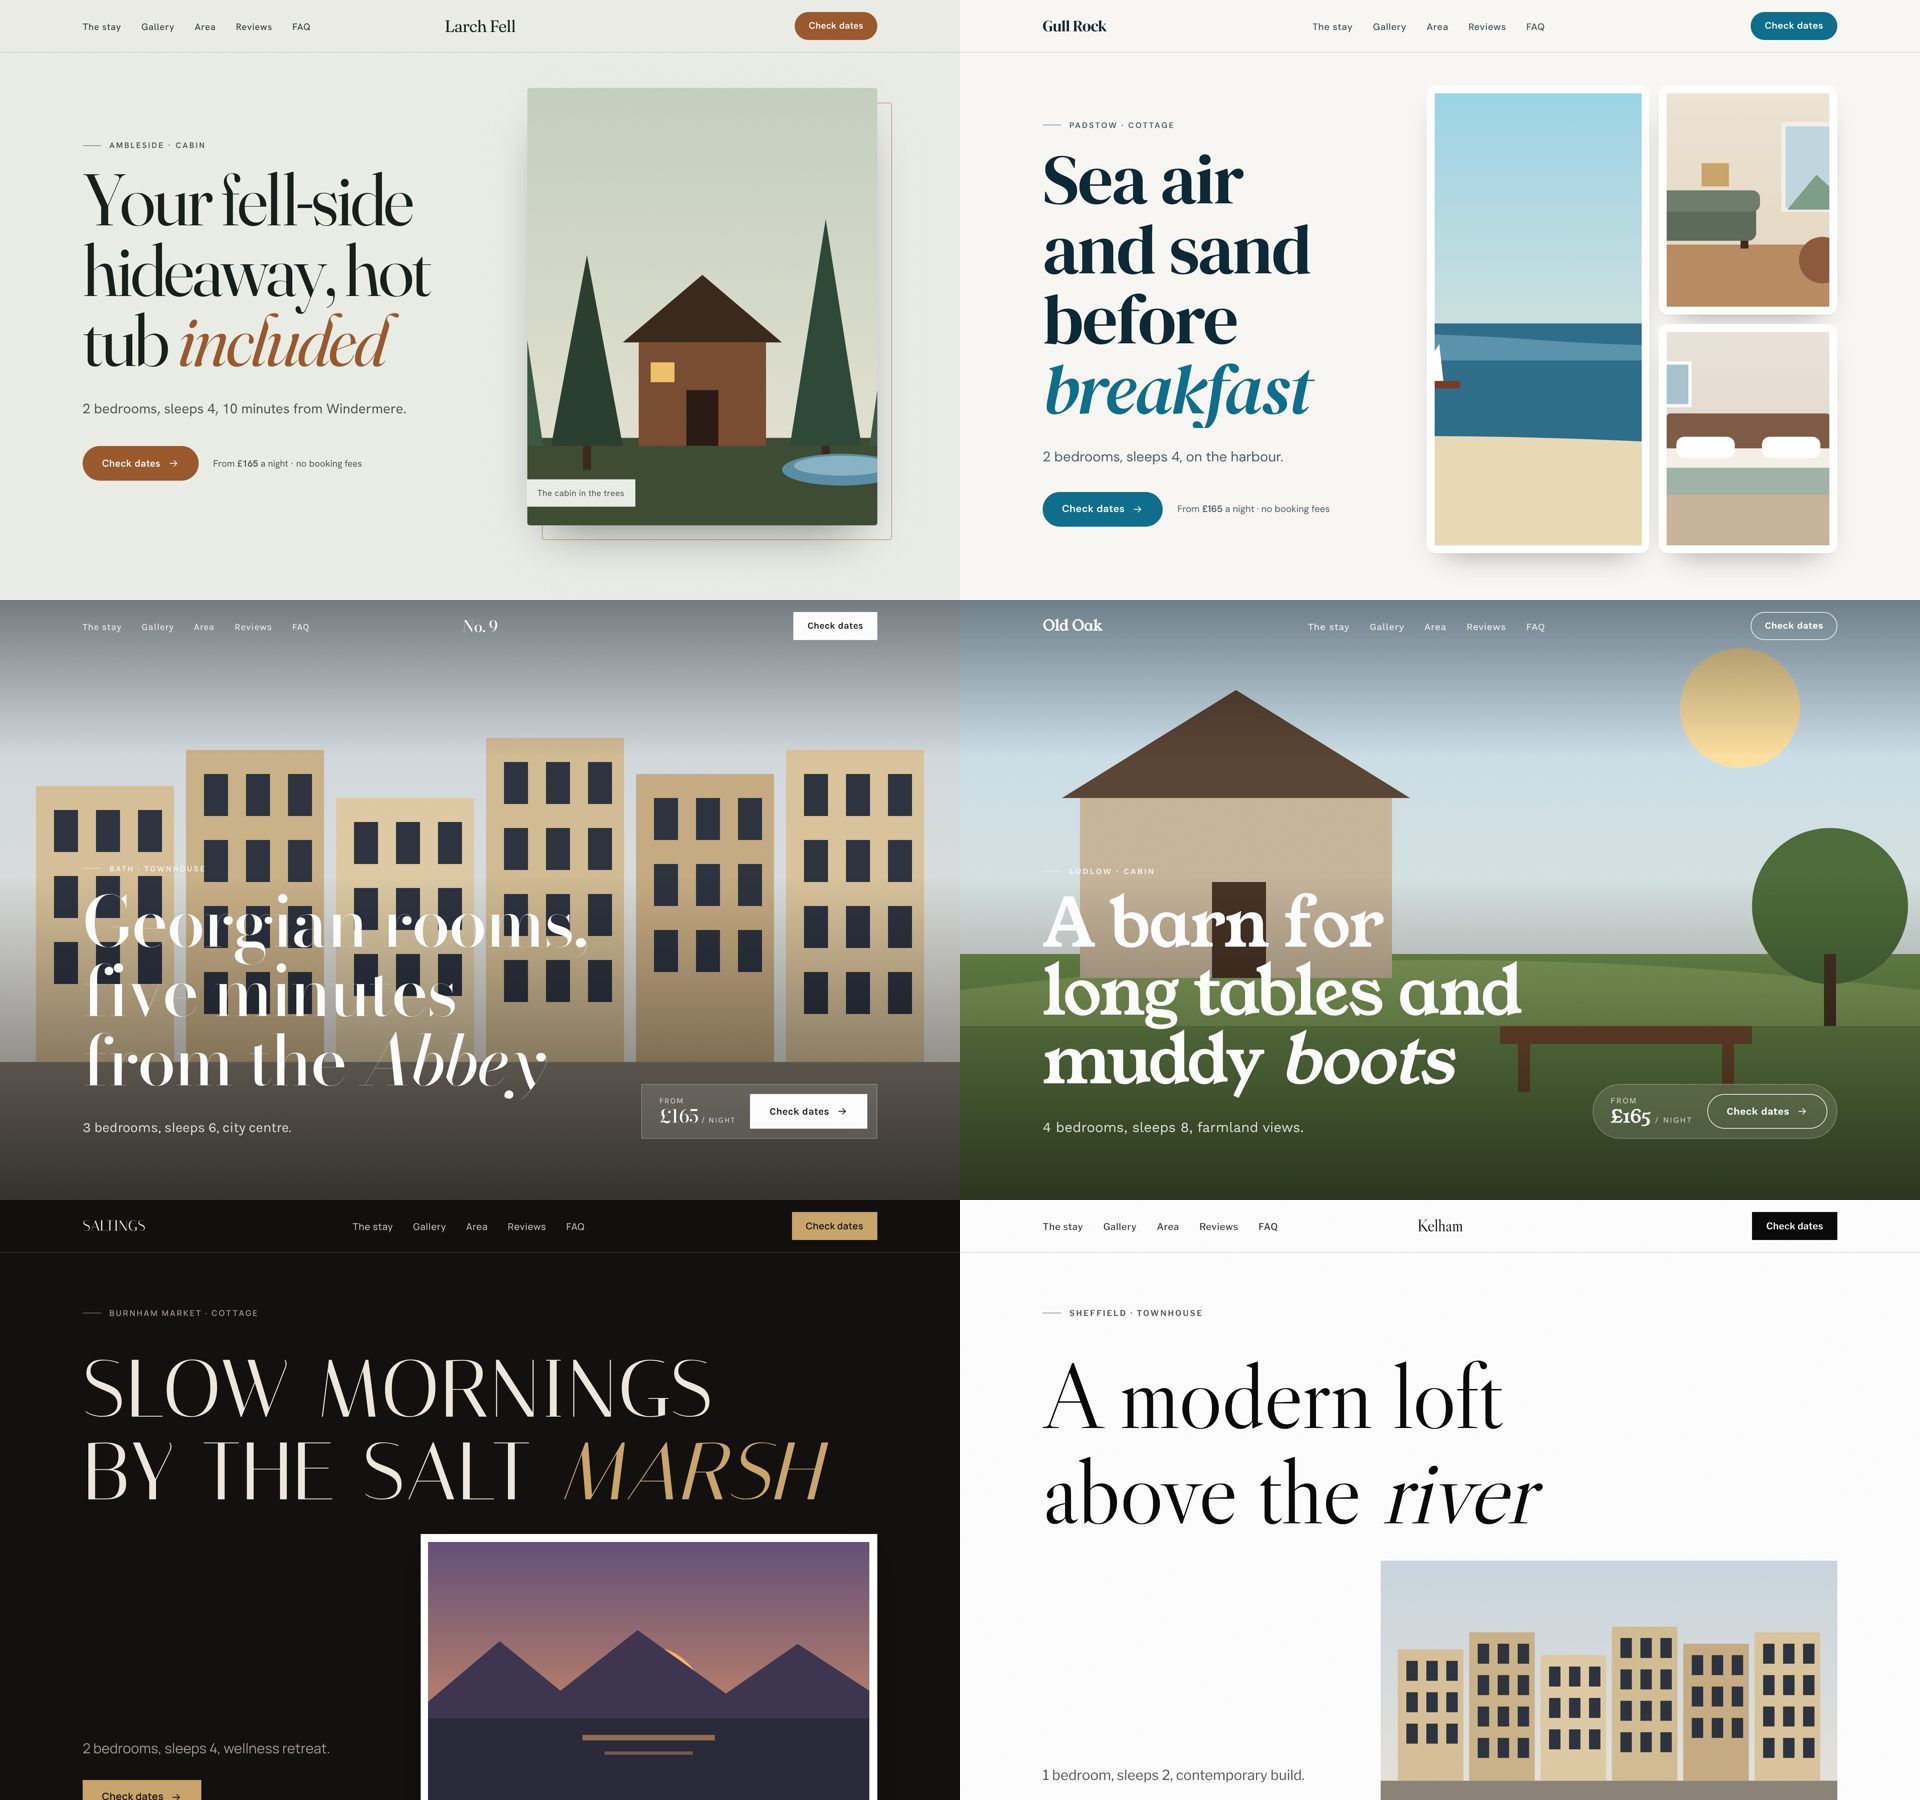 The stay Gallery Area Reviews FAQ Larch Fell Check dates
AMBLESIDE · CABIN
Your fell-side
hideaway, hot
tub included
2 bedrooms, sleeps 4, 10 minutes from Windermere.
Check dates → From £165 a night · no booking fees
The cabin in the trees
Gull Rock The stay Gallery Area Reviews FAQ Check dates
PADSTOW · COTTAGE
Sea air
and sand
before
breakfast
2 bedrooms, sleeps 4, on the harbour.
Check dates → From £165 a night · no booking fees
The stay Gallery Area Reviews FAQ No. 9 Check dates
BATH · TOWNHOUSE
Georgian rooms,
five minutes
from the Abbey
3 bedrooms, sleeps 6, city centre.
FROM
£165 / NIGHT Check dates →
Old Oak The stay Gallery Area Reviews FAQ Check dates
LUDLOW · CABIN
A barn for
long tables and
muddy boots
4 bedrooms, sleeps 8, farmland views.
FROM
£165 / NIGHT Check dates →
SALTINGS The stay Gallery Area Reviews FAQ Check dates
BURNHAM MARKET · COTTAGE
SLOW MORNINGS
BY THE SALT MARSH
2 bedrooms, sleeps 4, wellness retreat.
Check dates →
The stay Gallery Area Reviews FAQ Kelham Check dates
SHEFFIELD · TOWNHOUSE
A modern loft
above the river
1 bedroom, sleeps 2, contemporary build.